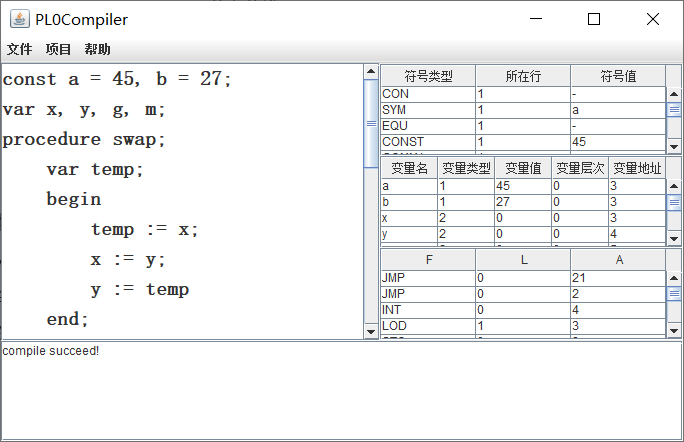 PL0Compiler
文件 项目 帮助
const a = 45, b = 27;
var x, y, g, m;
procedure swap;
var temp;
begin
temp := x;
x := y;
y := temp
end;
符号类型 所在行 符号值
CON 1 -
SYM 1 a
EQU 1 -
CONST 1 45
变量名 变量类型 变量值 变量层次 变量地址
a 1 45 0 3
b 1 27 0 3
x 2 0 0 3
y 2 0 0 4
F L A
JMP 0 21
JMP 0 2
INT 0 4
LOD 1 3
compile succeed!